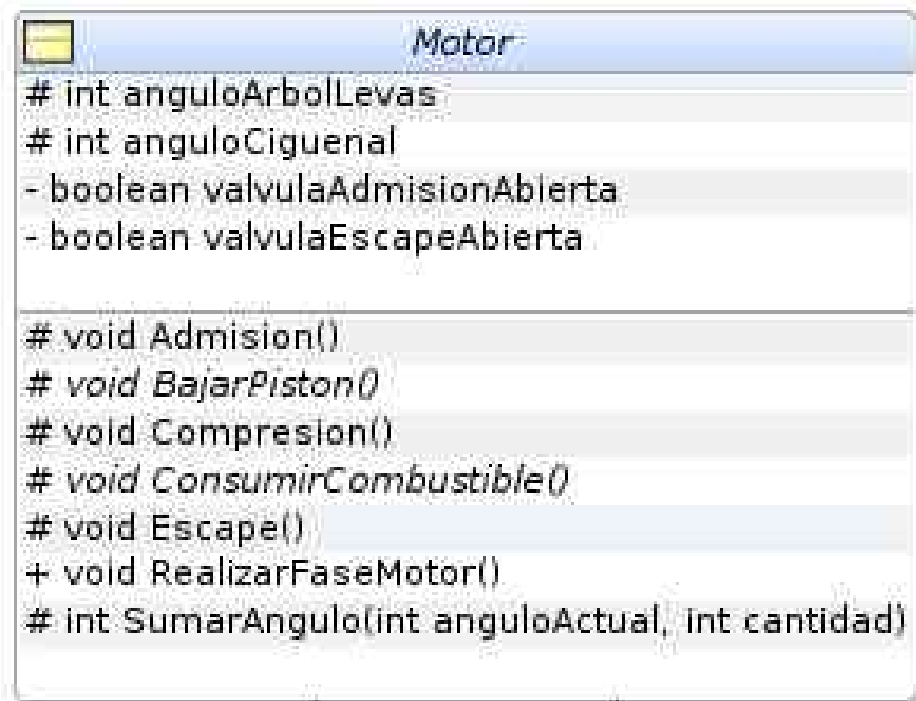 Motor
# int anguloArbolLevas
# int anguloCiguenal
- boolean valvulaAdmisionAbierta
- boolean valvulaEscapeAbierta
# void Admision()
# void BajarPiston()
# void Compresion()
# void ConsumirCombustible()
# void Escape()
+ void RealizarFaseMotor()
# int SumarAngulo(int anguloActual, int cantidad)